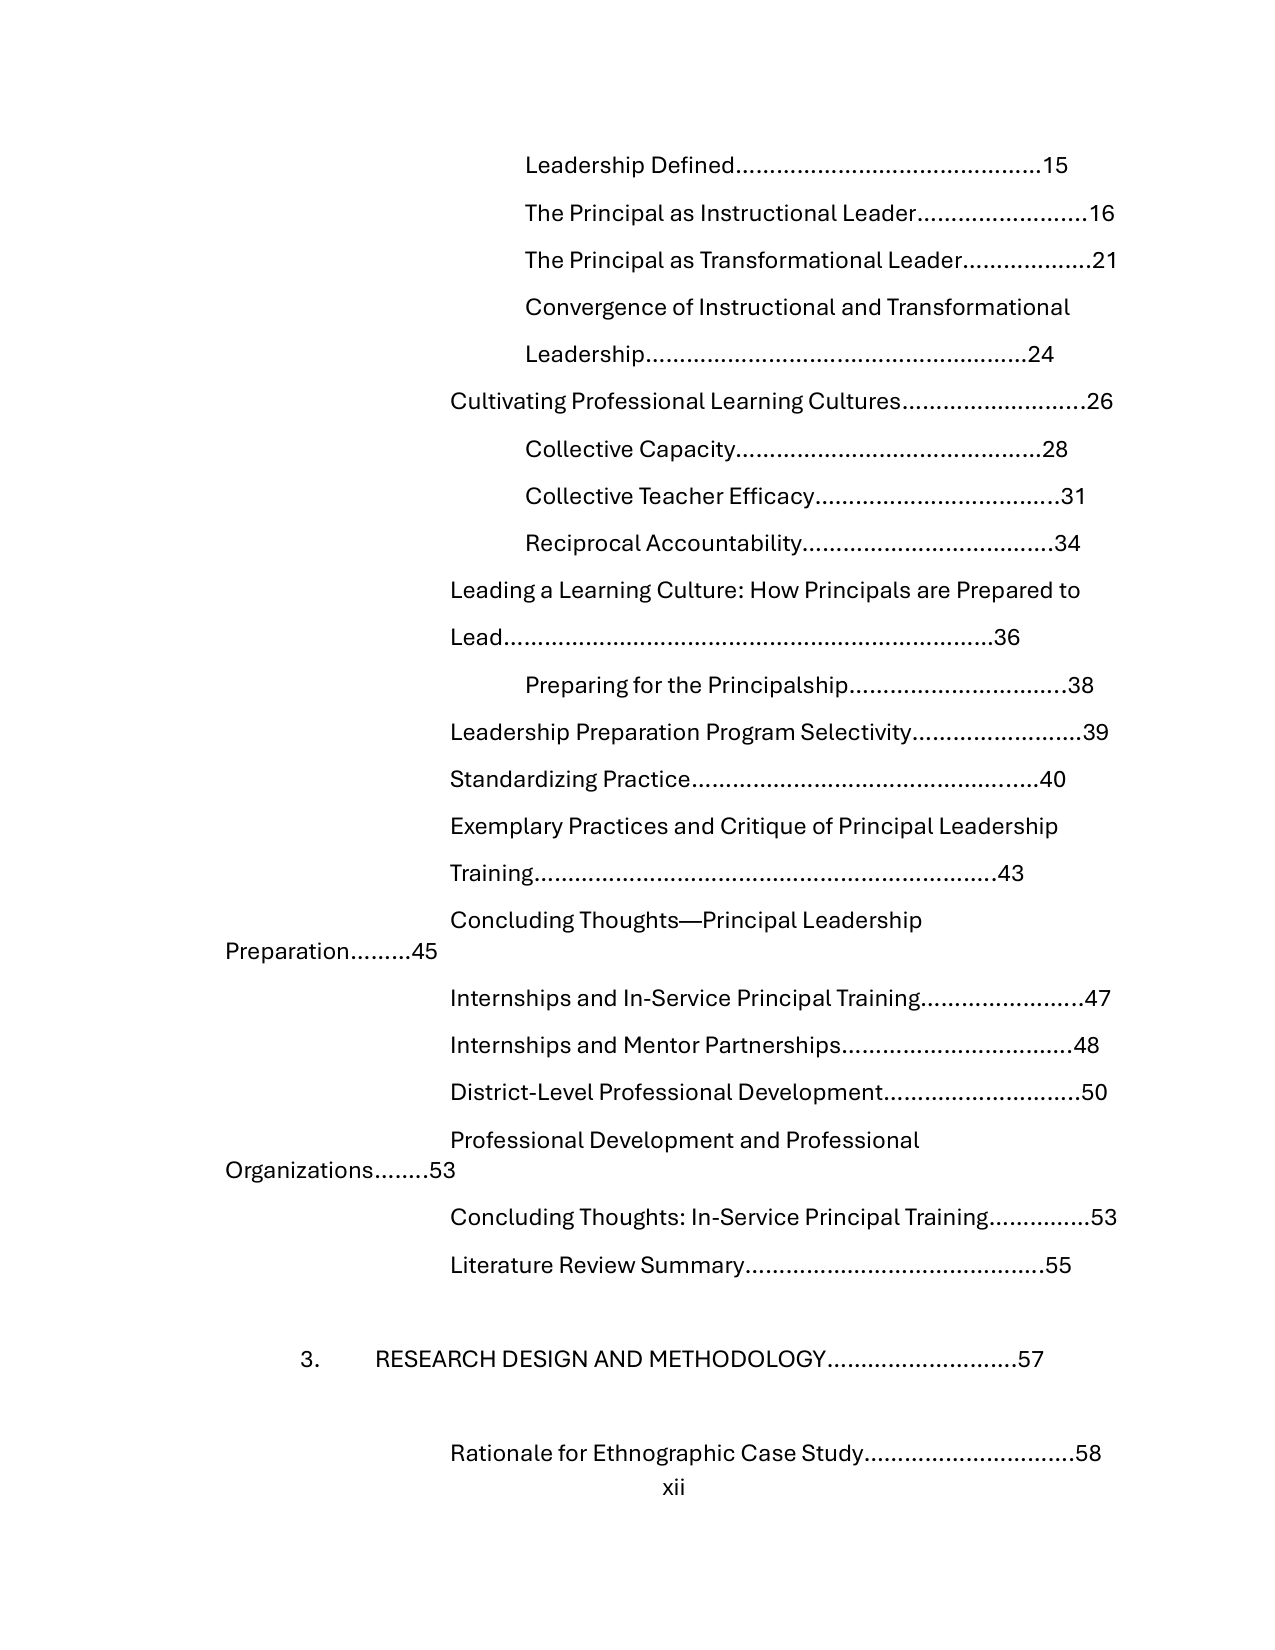 Leadership Defined………………………………………15
The Principal as Instructional Leader…………………….16
The Principal as Transformational Leader……………….21
Convergence of Instructional and Transformational
Leadership………………………………………………….24
Cultivating Professional Learning Cultures………………………26
Collective Capacity………………………………………28
Collective Teacher Efficacy………………………………31
Reciprocal Accountability……………………………….34
Leading a Learning Culture: How Principals are Prepared to
Lead……………………………………………………………….36
Preparing for the Principalship…………………………..38
Leadership Preparation Program Selectivity…………………….39
Standardizing Practice…………………………………………….40
Exemplary Practices and Critique of Principal Leadership
Training…………………………………………………………….43
Concluding Thoughts—Principal Leadership
Preparation………45
Internships and In-Service Principal Training……………………47
Internships and Mentor Partnerships…………………………….48
District-Level Professional Development………………………..50
Professional Development and Professional
Organizations……..53
Concluding Thoughts: In-Service Principal Training……………53
Literature Review Summary……………………………………..55
3. RESEARCH DESIGN AND METHODOLOGY……………………….57
Rationale for Ethnographic Case Study………………………….58
xii